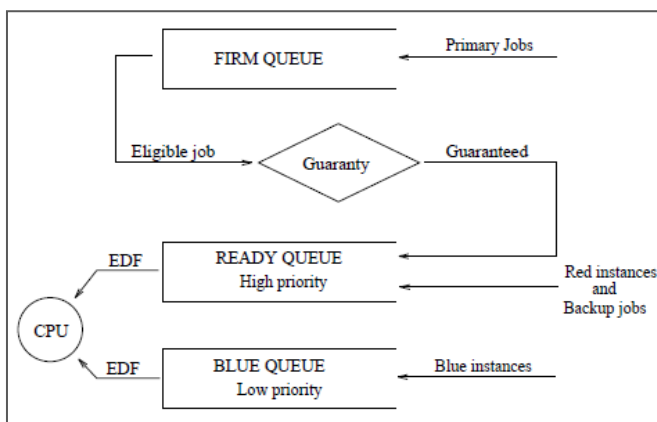 Primary Jobs
FIRM QUEUE
Eligible job
Guaranty
Guaranteed
EDF
READY QUEUE
High priority
Red instances
and
Backup jobs
CPU
EDF
BLUE QUEUE
Low priority
Blue instances